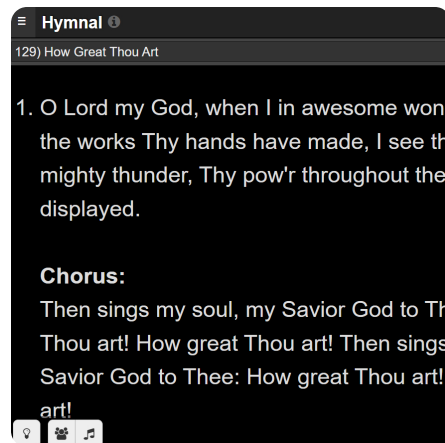 Hymnal
129) How Great Thou Art
1. O Lord my God, when I in awesome won
the works Thy hands have made, I see th
mighty thunder, Thy pow'r throughout the
displayed.
Chorus:
Then sings my soul, my Savior God to Th
Thou art! How great Thou art! Then sings
Savior God to Thee: How great Thou art!
art!